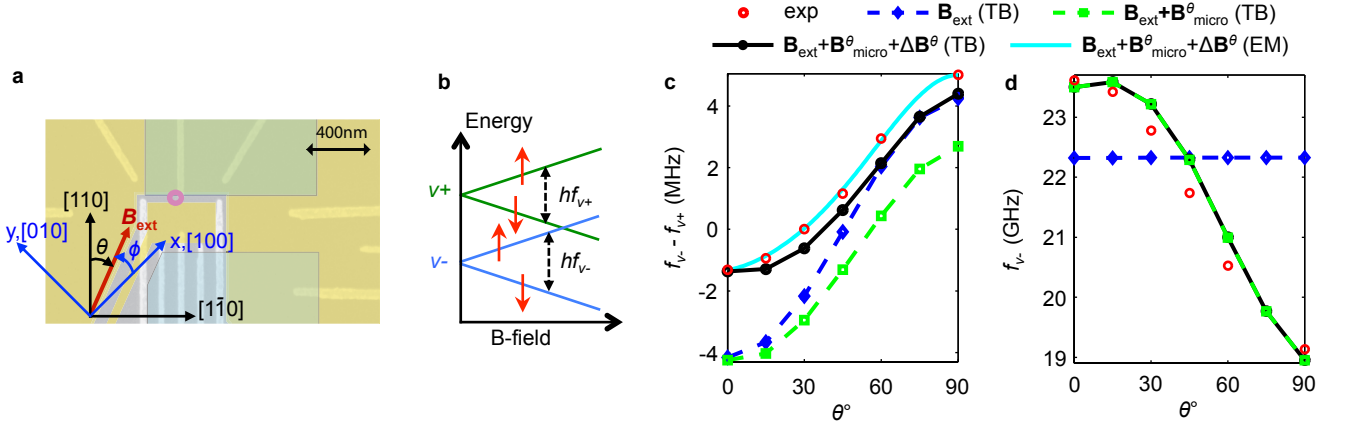 exp
B_ext (TB)
B_ext+B^θ_micro (TB)
B_ext+B^θ_micro+ΔB^θ (TB)
B_ext+B^θ_micro+ΔB^θ (EM)
a
400nm
[110]
B_ext
y,[010]
θ
ϕ
x,[100]
[11̄0]
b
Energy
v+
hf_v+
v-
hf_v-
B-field
c
f_v- - f_v+ (MHz)
4
2
0
-2
-4
0
30
60
90
θ°
d
f_v- (GHz)
23
22
21
20
19
0
30
60
90
θ°